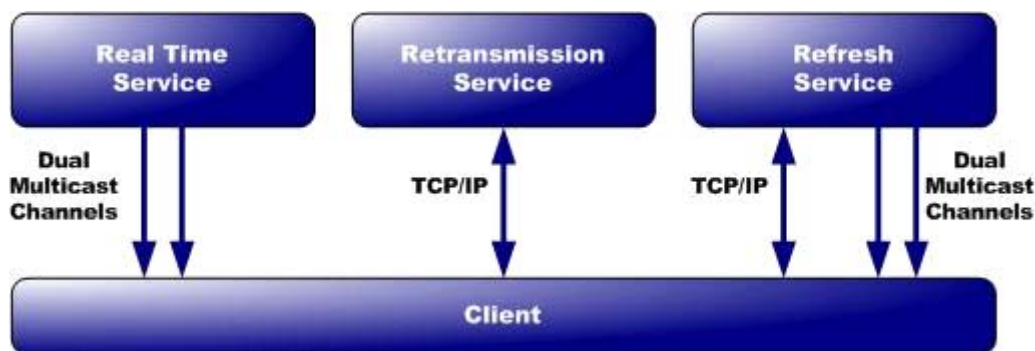 Real Time
Service
Retransmission
Service
Refresh
Service
Dual
Multicast
Channels
TCP/IP
TCP/IP
Dual
Multicast
Channels
Client